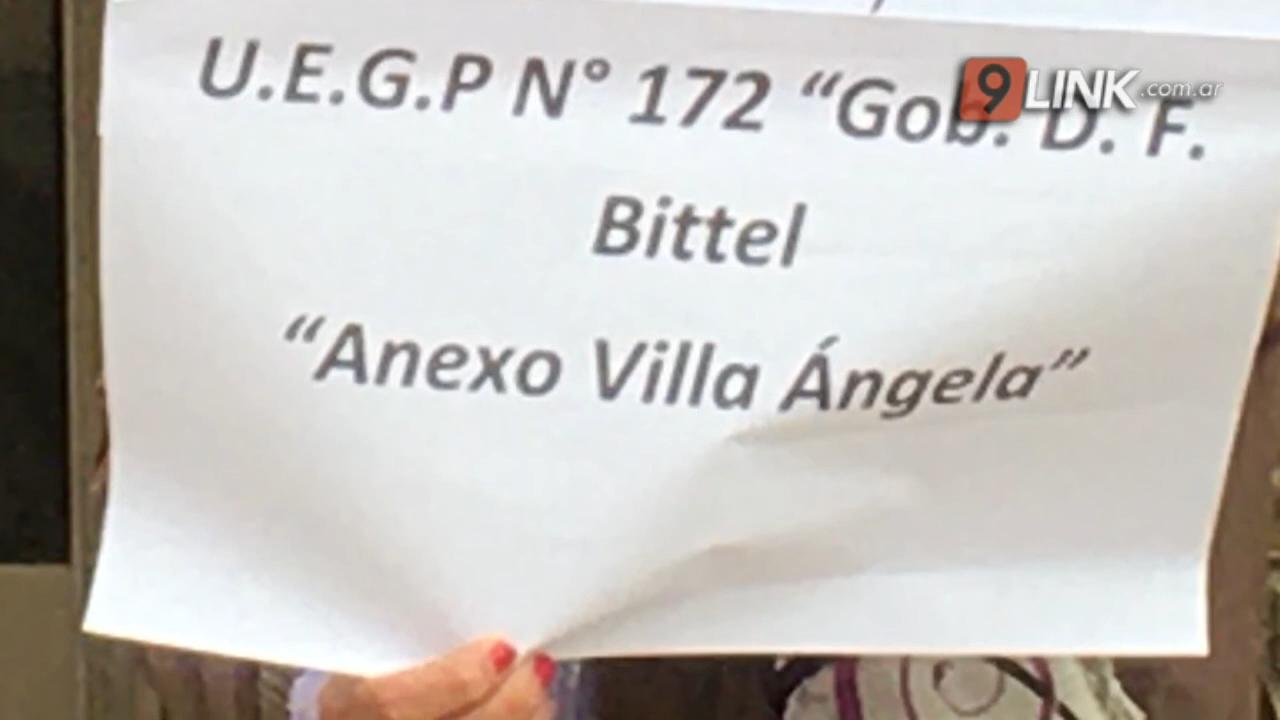 U.E.G.P N° 172 “Gob. D. F.
Bittel
“Anexo Villa Ángela”
9 LINK.com.ar